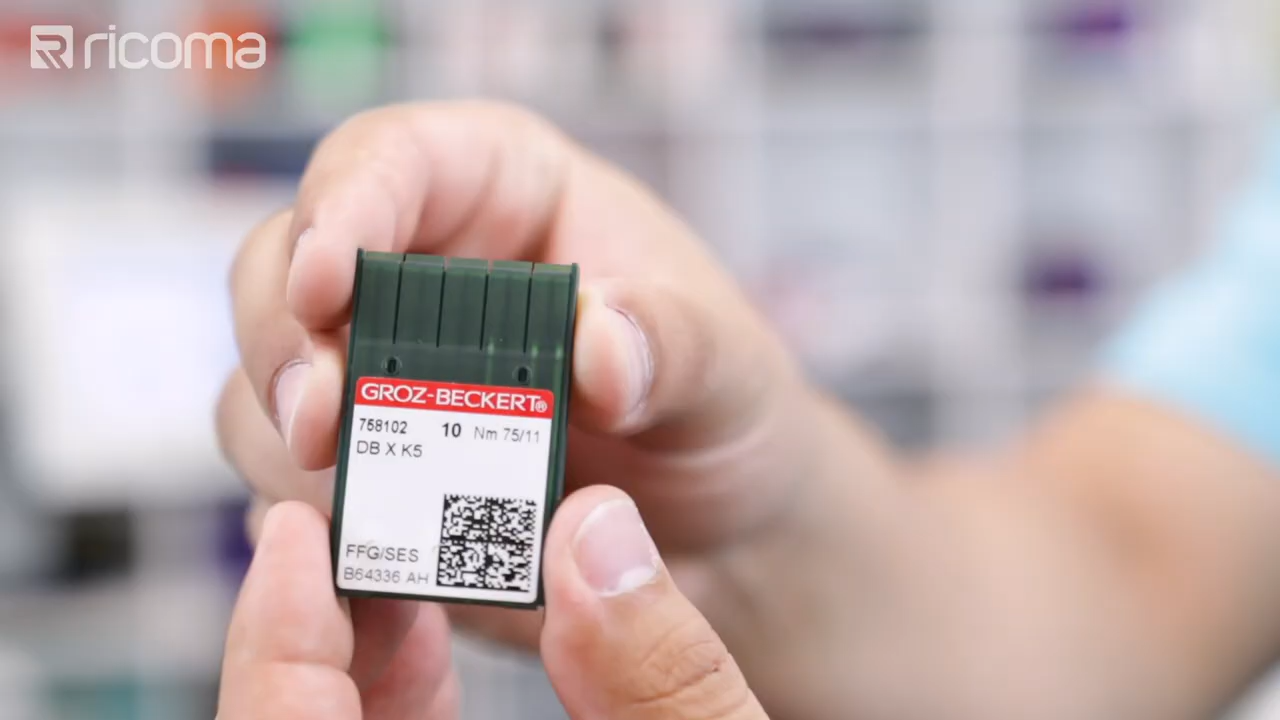 ricoma
GROZ-BECKERT®
758102 10 Nm 75/11
DB X K5
FFG/SES
B64336 AH